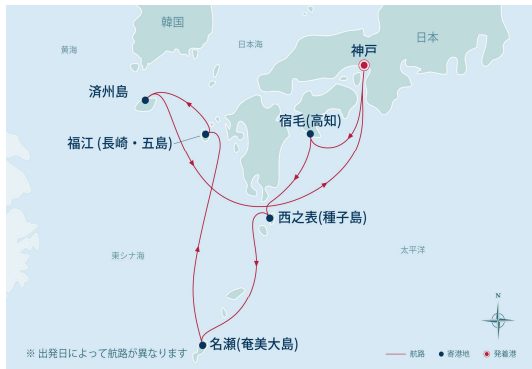 韓国
黄海
日本海
日本
神戸
済州島
宿毛(高知)
福江(長崎・五島)
西之表(種子島)
東シナ海
太平洋
N
名瀬(奄美大島)
※ 出発日によって航路が異なります
航路
寄港地
発着港